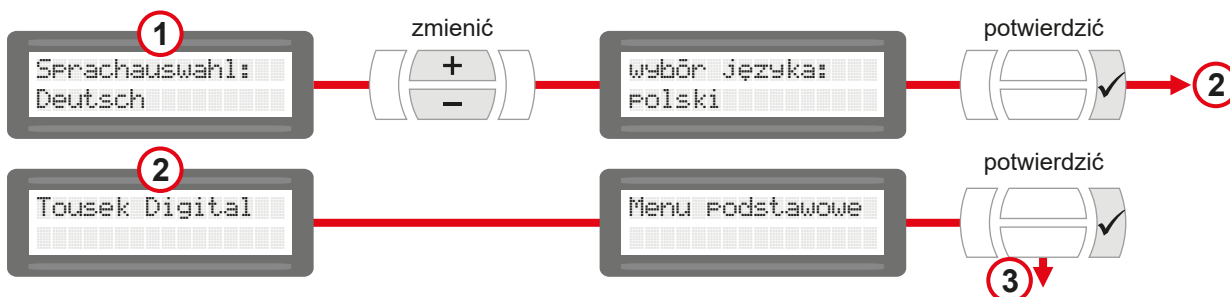 1
zmienić
potwierdzić
Sprachauswahl:
Deutsch
+
−
wybór języka:
polski
✓
2
2
potwierdzić
Tousek Digital
Menu podstawowe
✓
3